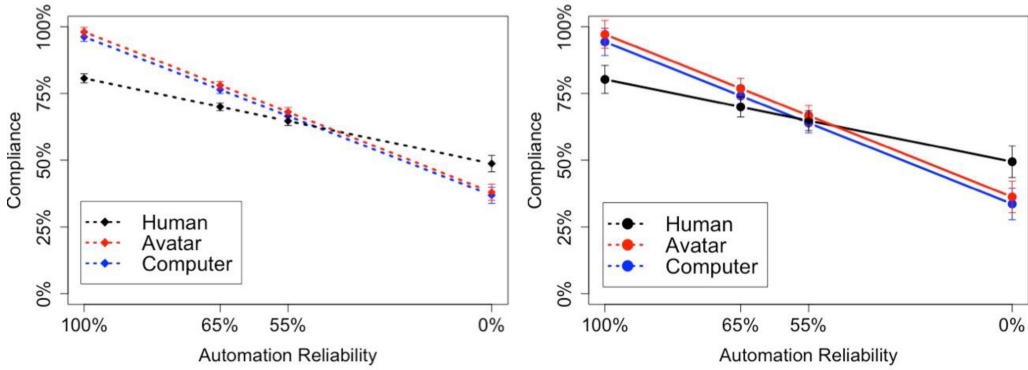 100%
75%
50%
25%
0%
Compliance
Human
Avatar
Computer
100%
65%
55%
0%
Automation Reliability
100%
75%
50%
25%
0%
Compliance
Human
Avatar
Computer
100%
65%
55%
0%
Automation Reliability